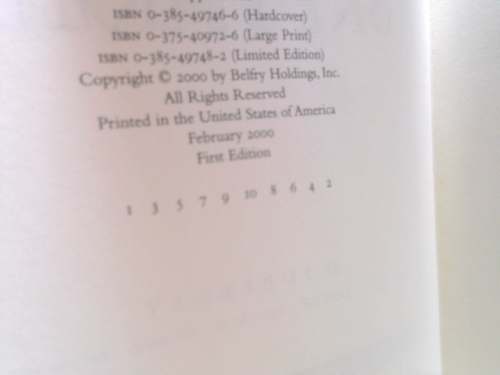 ISBN 0-385-49746-6 (Hardcover)
ISBN 0-375-40972-6 (Large Print)
ISBN 0-385-49748-2 (Limited Edition)
Copyright © 2000 by Belfry Holdings, Inc.
All Rights Reserved
Printed in the United States of America
February 2000
First Edition
1 3 5 7 9 10 8 6 4 2